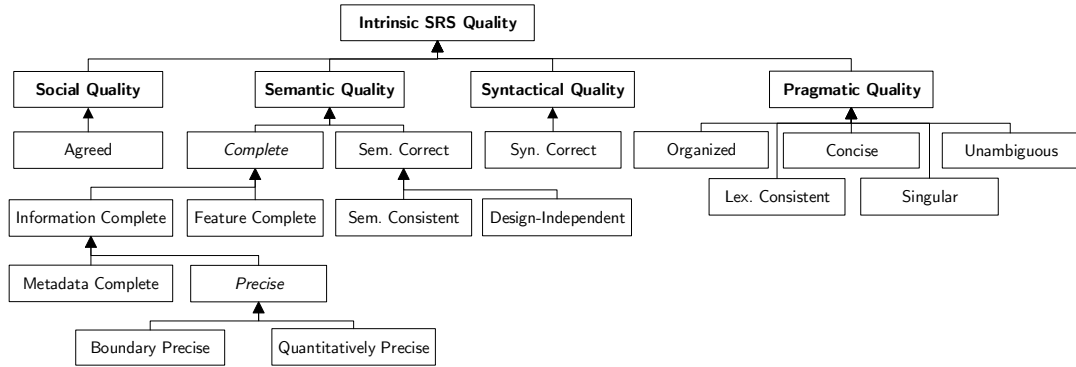 Intrinsic SRS Quality
Social Quality
Semantic Quality
Syntactical Quality
Pragmatic Quality
Agreed
Complete
Sem. Correct
Syn. Correct
Organized
Concise
Unambiguous
Lex. Consistent
Singular
Information Complete
Feature Complete
Sem. Consistent
Design-Independent
Metadata Complete
Precise
Boundary Precise
Quantitatively Precise